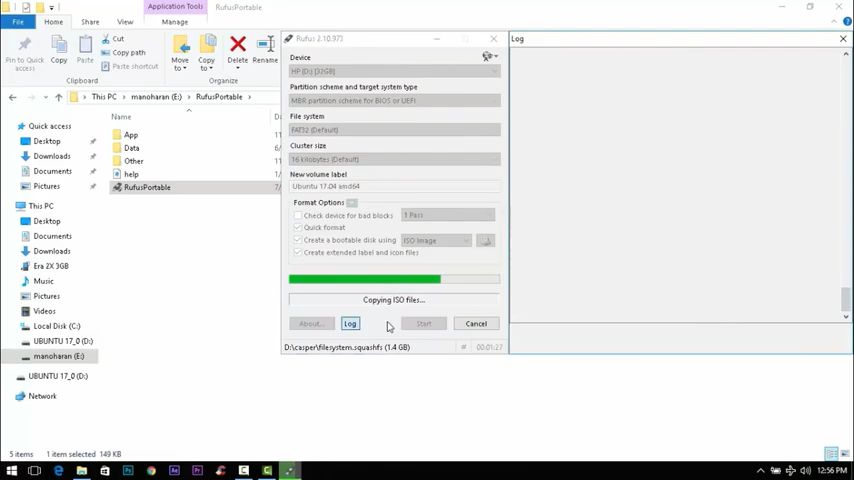 Application Tools
RufusPortable
File
Home
Share
View
Manage
Pin to Quick
access
Copy
Paste
Cut
Copy path
Paste shortcut
Clipboard
Move
to
Copy
to
Delete
Rename
Organize
This PC
manoharan (E:)
RufusPortable
Name
App
Data
Other
help
RufusPortable
Quick access
Desktop
Downloads
Documents
Pictures
This PC
Desktop
Documents
Downloads
Era 2X 3GB
Music
Pictures
Videos
Local Disk (C:)
UBUNTU 17_0 (D:)
manoharan (E:)
UBUNTU 17_0 (D:)
Network
5 items
1 item selected 149 KB
Rufus 2.10.973
Device
HP (D:) [32GB]
Partition scheme and target system type
MBR partition scheme for BIOS or UEFI
File system
FAT32 (Default)
Cluster size
16 kilobytes (Default)
New volume label
Ubuntu 17.04 amd64
Format Options
Check device for bad blocks
1 Pass
Quick format
Create a bootable disk using
ISO Image
Create extended label and icon files
Copying ISO files...
About...
Log
Start
Cancel
D:\casper\filesystem.squashfs (1.4 GB)
#
00:01:27
Log
12:56 PM